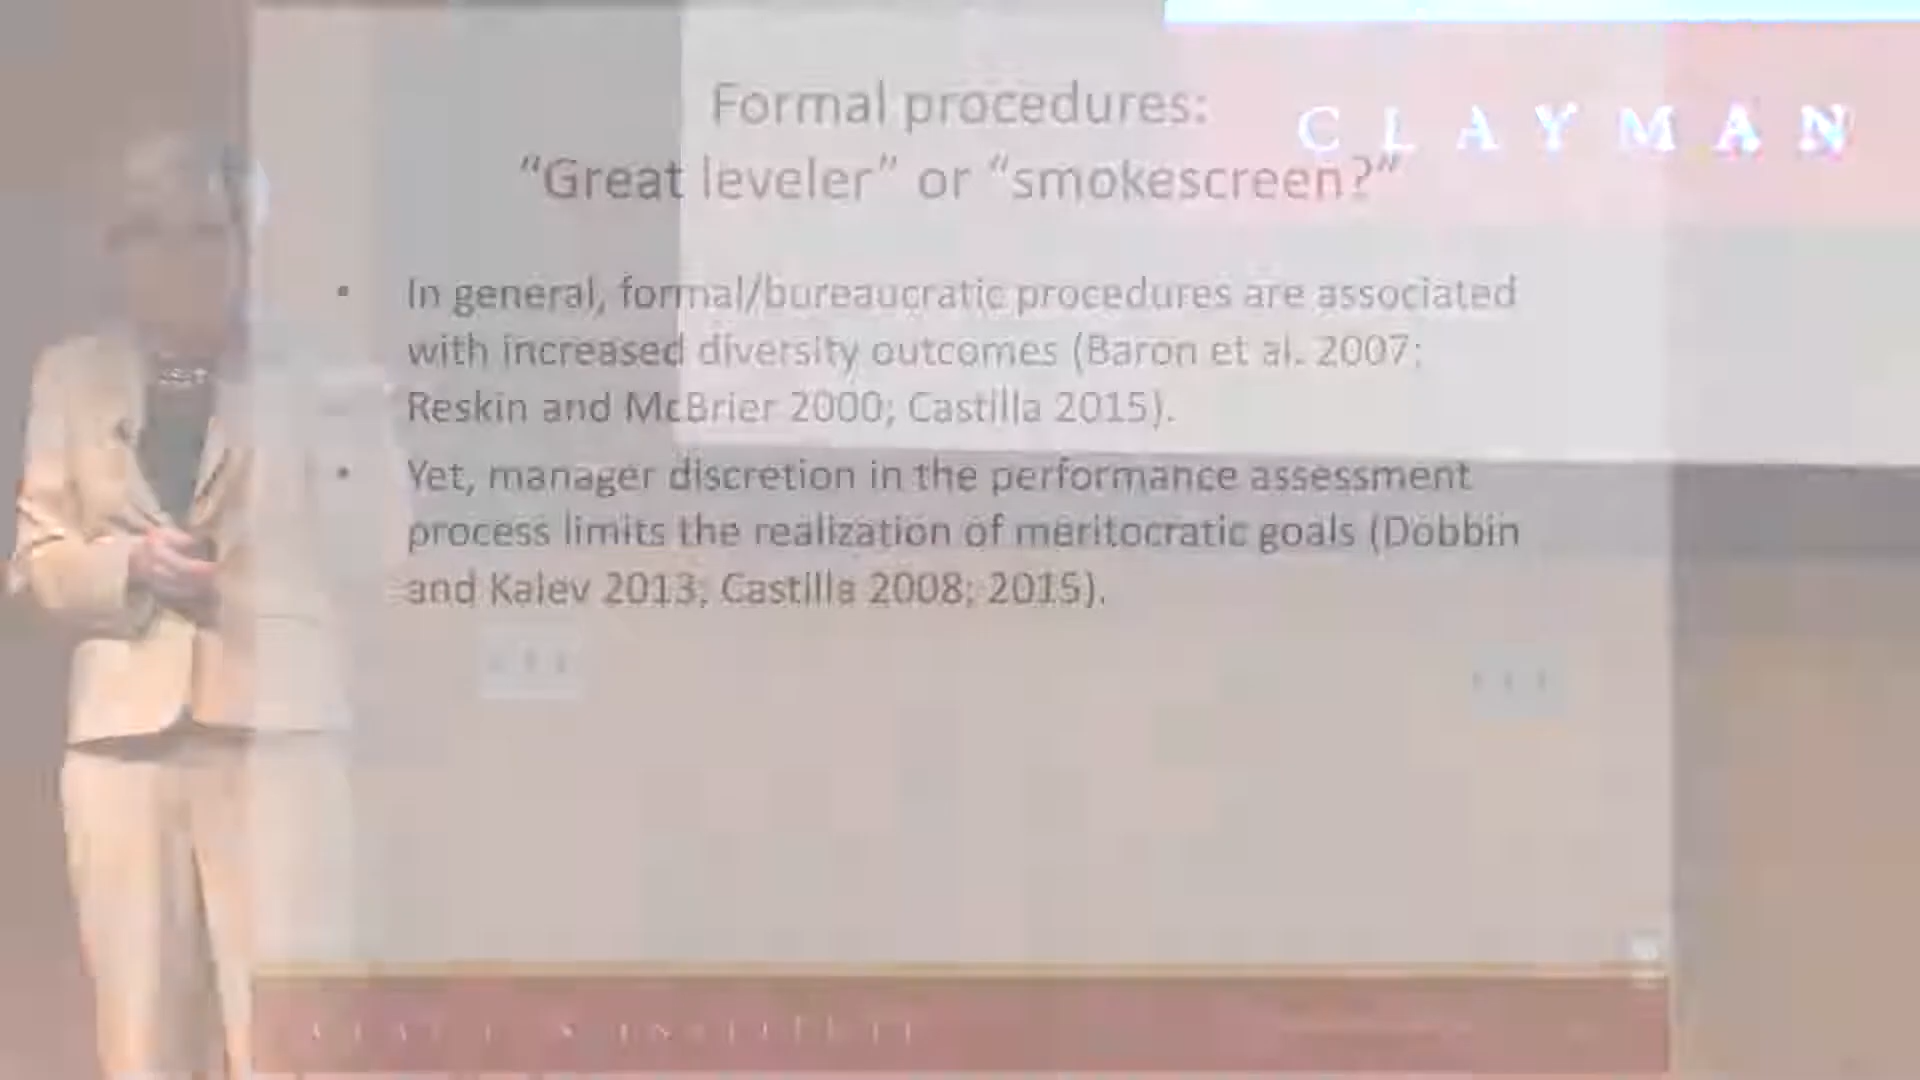 Formal procedures:
CLAYMAN
“Great leveler” or “smokescreen?”
• In general, formal/bureaucratic procedures are associated
with increased diversity outcomes (Baron et al. 2007;
Reskin and McBrier 2000; Castilla 2015).
• Yet, manager discretion in the performance assessment
process limits the realization of meritocratic goals (Dobbin
and Kalev 2013; Castilla 2008; 2015).
INSTITUTE